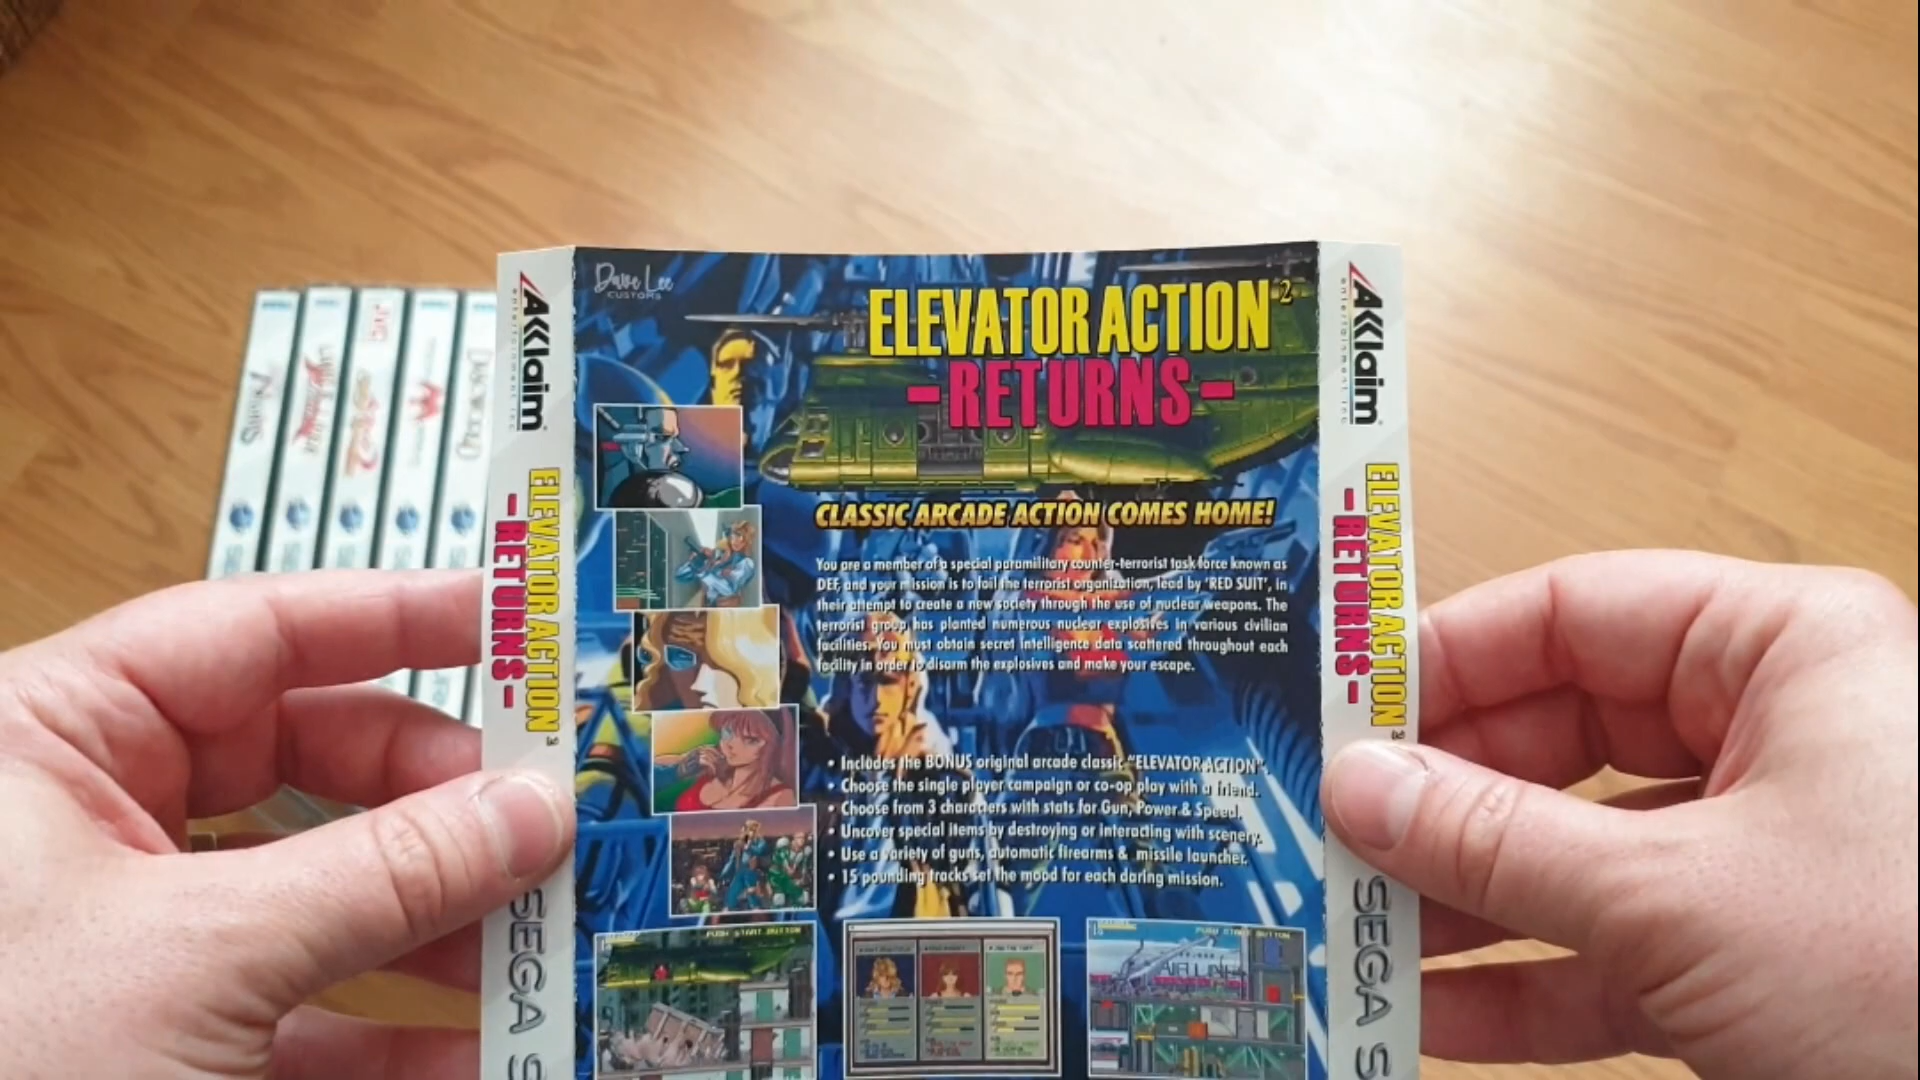 Dave Lee
CUSTOMS
ELEVATOR ACTION²
-RETURNS-
CLASSIC ARCADE ACTION COMES HOME!
You are a member of a special paramilitary counter-terrorist task force known as
DEF, and your mission is to foil the terrorist organization, lead by 'RED SUIT', in
their attempt to create a new society through the use of nuclear weapons. The
terrorist group has planted numerous nuclear explosives in various civilian
facilities. You must obtain secret intelligence data scattered throughout each
facility in order to disarm the explosives and make your escape.
• Includes the BONUS original arcade classic "ELEVATOR ACTION".
• Choose the single player campaign or co-op play with a friend.
• Choose from 3 characters with stats for Gun, Power & Speed.
• Uncover special items by destroying or interacting with scenery.
• Use a variety of guns, automatic firearms & missile launcher.
• 15 pounding tracks set the mood for each daring mission.
PUSH START BUTTON
PUSH START BUTTON
AIR LINE
Acclaim
entertainment inc.
ELEVATOR ACTION²
-RETURNS-
SEGA S
Acclaim
entertainment inc.
ELEVATOR ACTION²
-RETURNS-
SEGA S